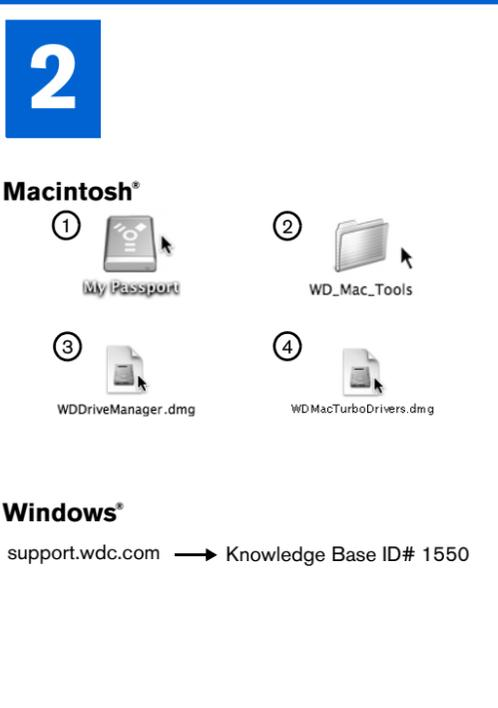 2
Macintosh®
1
My Passport
2
WD_Mac_Tools
3
WDDriveManager.dmg
4
WDMacTurboDrivers.dmg
Windows®
support.wdc.com → Knowledge Base ID# 1550